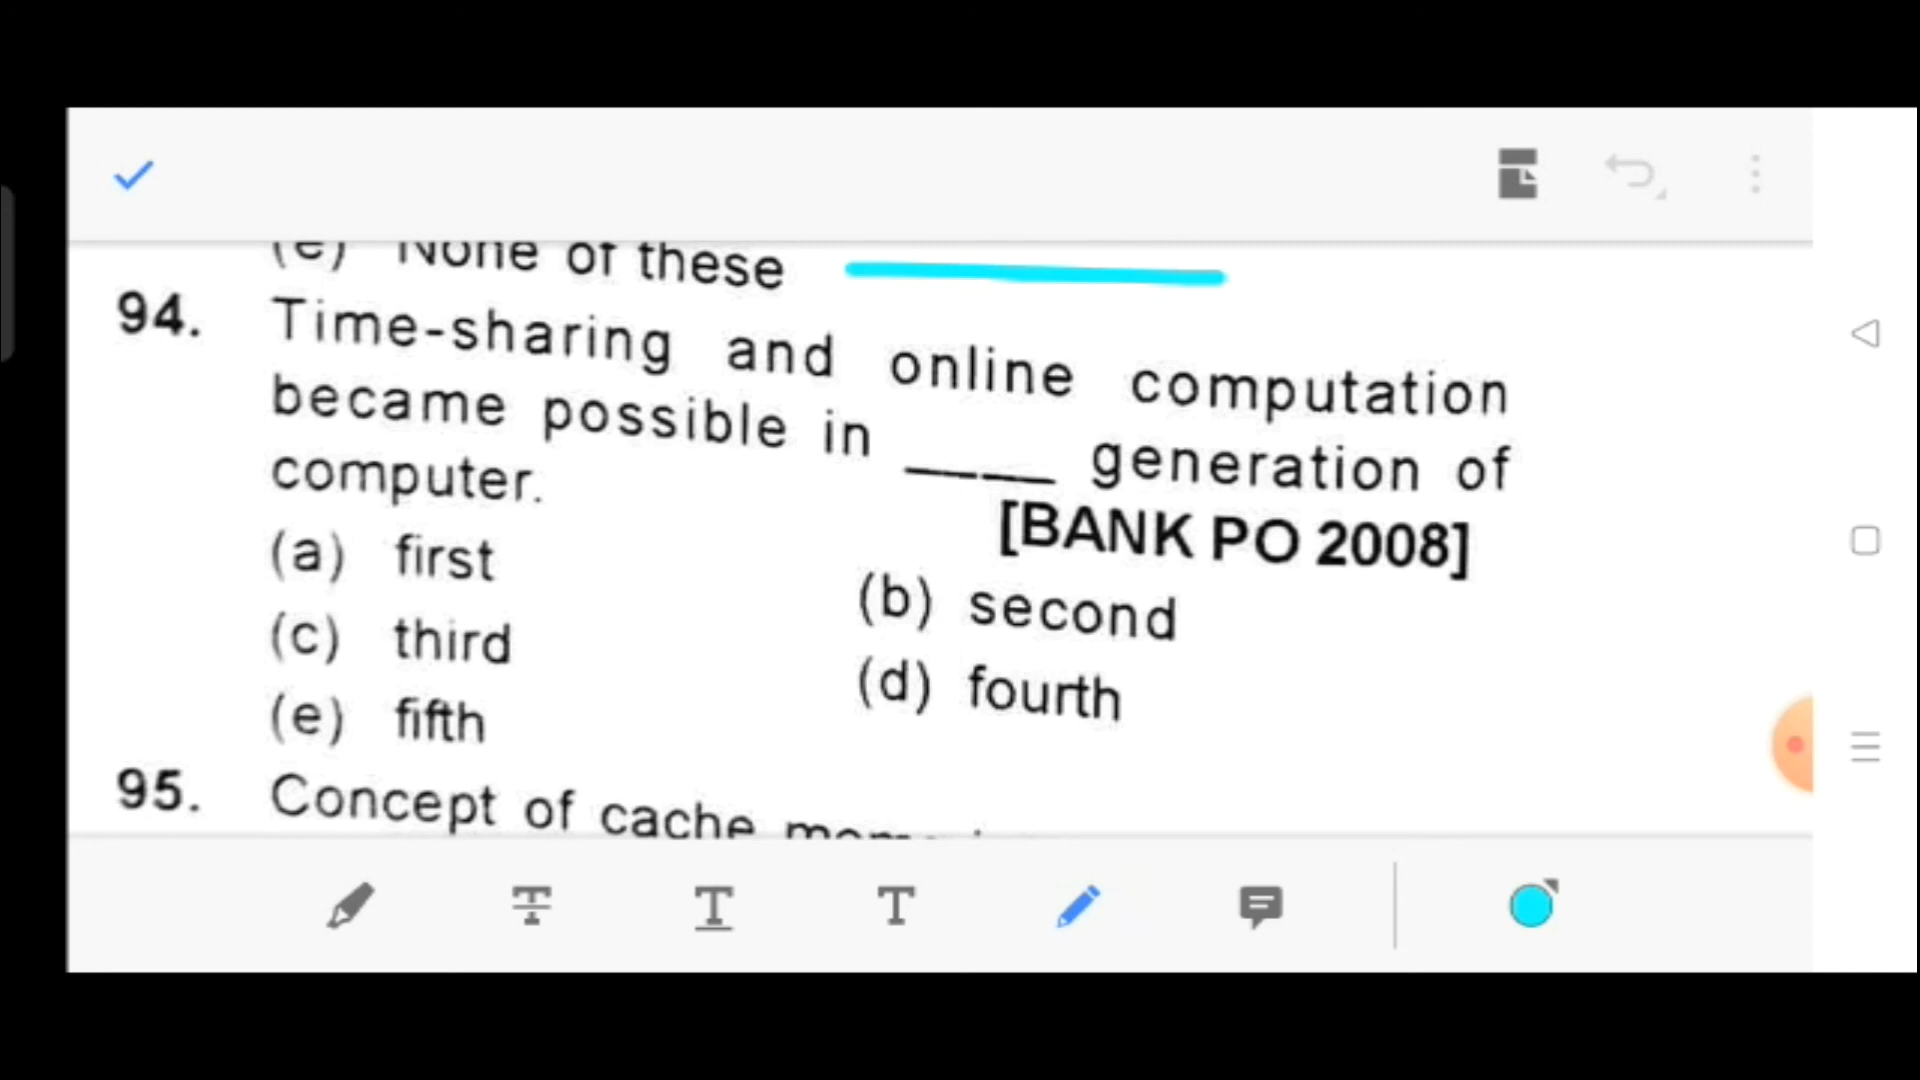 (e) None of these
94. Time-sharing and online computation
became possible in ____ generation of
computer.
[BANK PO 2008]
(a) first
(b) second
(c) third
(d) fourth
(e) fifth
95. Concept of cache